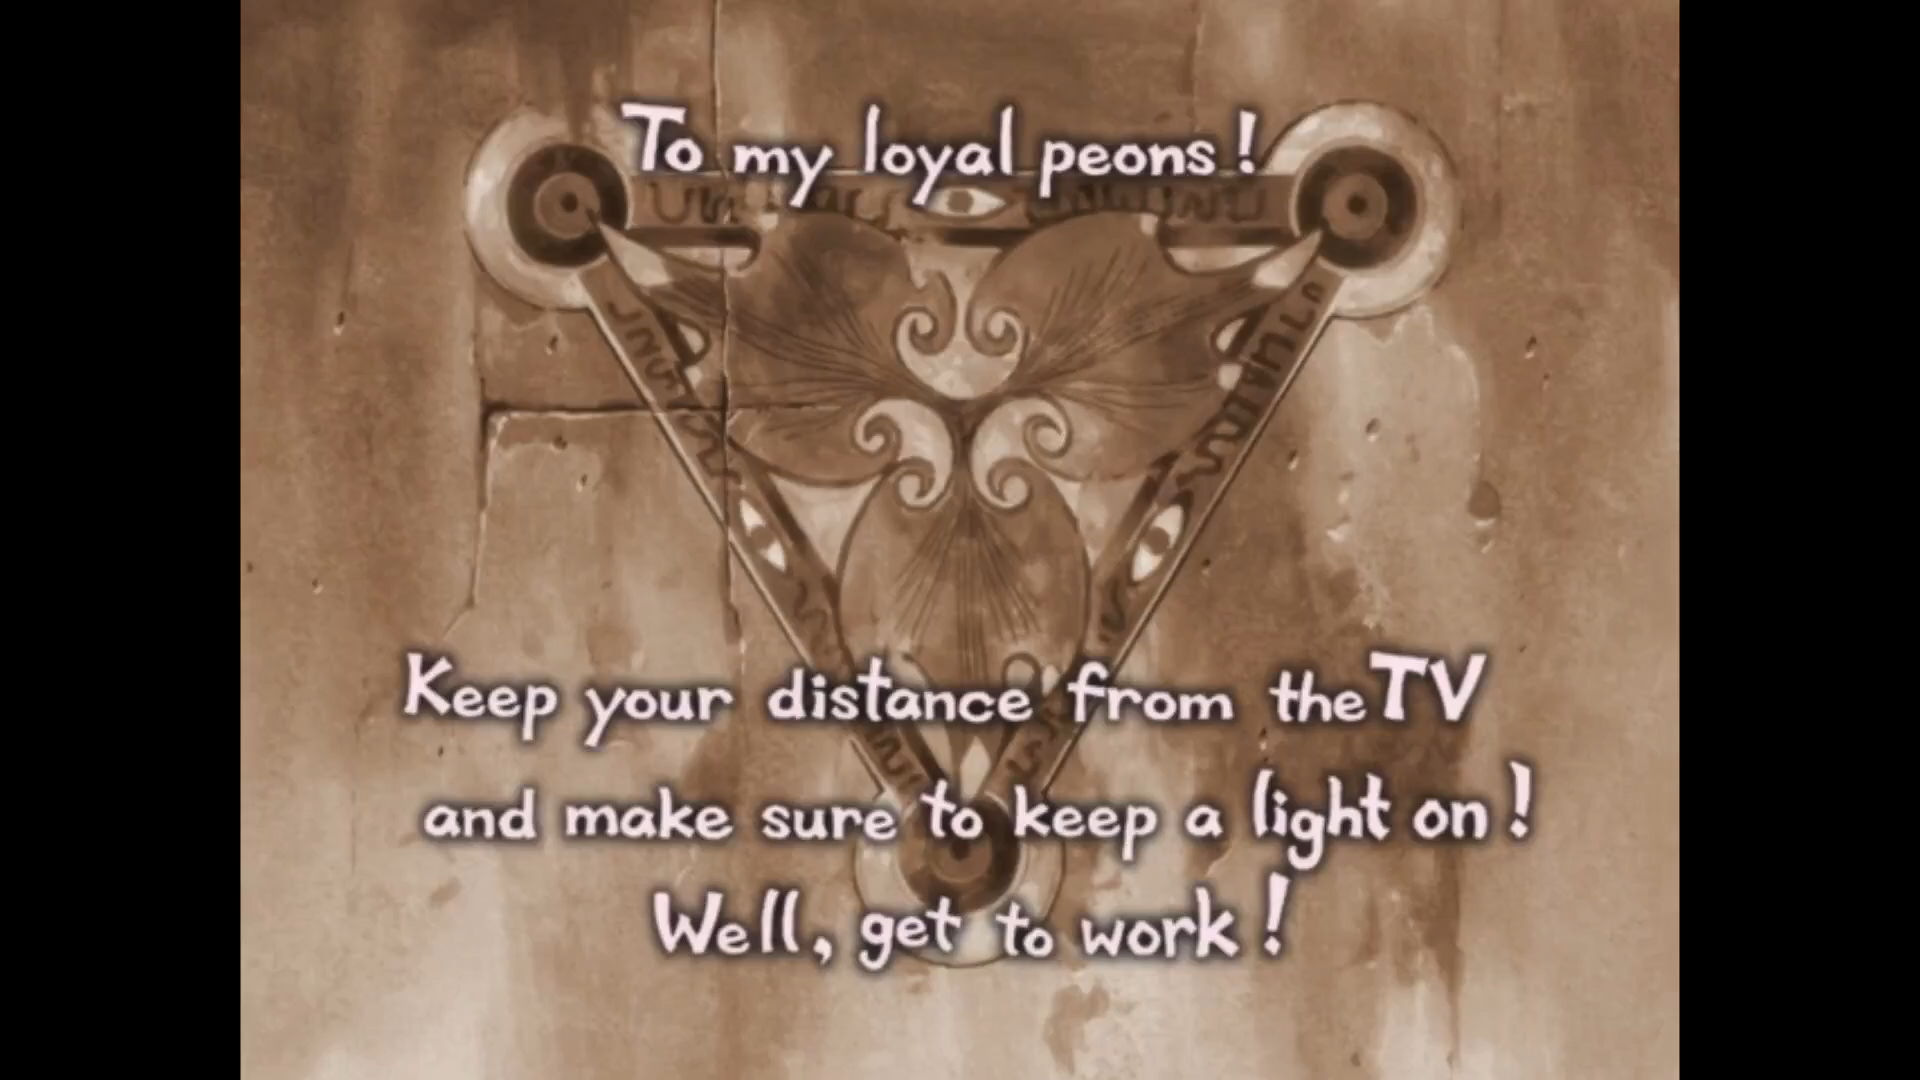 To my loyal peons!
Keep your distance from the TV
and make sure to keep a light on!
Well, get to work!